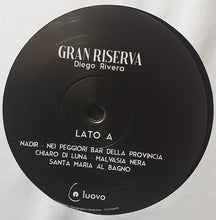 GRAN RISERVA
Diego Rivera
LATO A
NADIR · NEI PEGGIORI BAR DELLA PROVINCIA
CHIARO DI LUNA · MALVASIA NERA
SANTA MARIA AL BAGNO
luovo